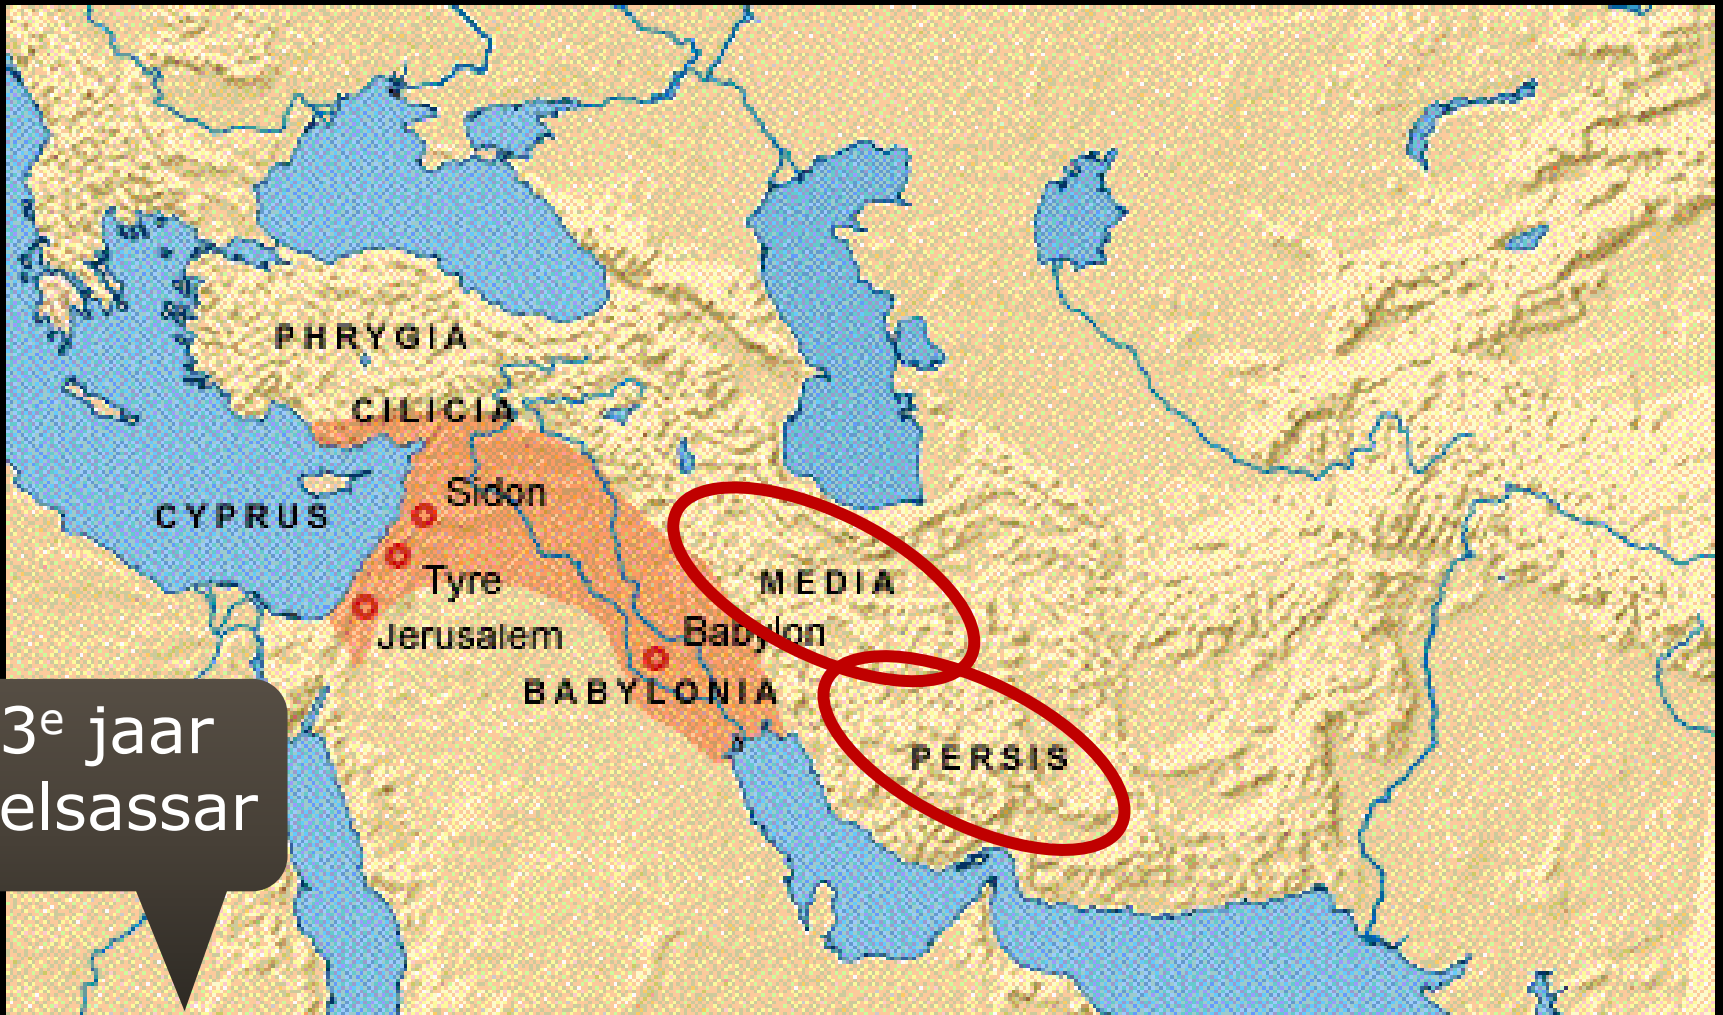 PHRYGIA
CILICIA
Sidon
CYPRUS
MEDIA
Tyre
Babylon
Jerusalem
BABYLONIA
PERSIS
3e jaar
elsassar